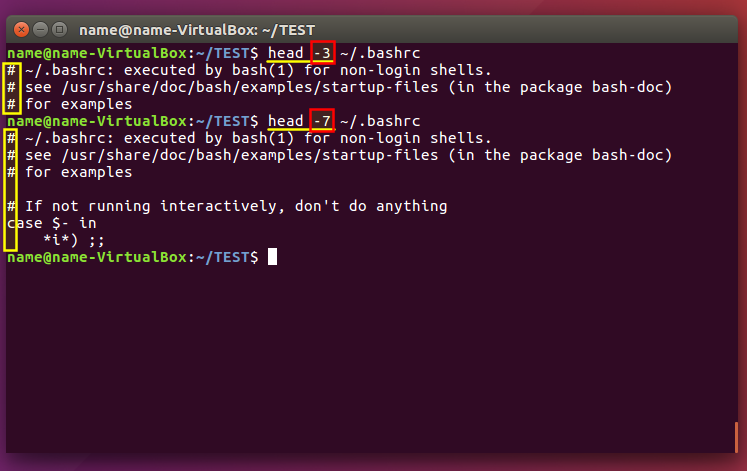 name@name-VirtualBox: ~/TEST
name@name-VirtualBox:~/TEST$ head -3 ~/.bashrc
# ~/.bashrc: executed by bash(1) for non-login shells.
# see /usr/share/doc/bash/examples/startup-files (in the package bash-doc)
# for examples
name@name-VirtualBox:~/TEST$ head -7 ~/.bashrc
# ~/.bashrc: executed by bash(1) for non-login shells.
# see /usr/share/doc/bash/examples/startup-files (in the package bash-doc)
# for examples

# If not running interactively, don't do anything
case $- in
    *i*) ;;
name@name-VirtualBox:~/TEST$